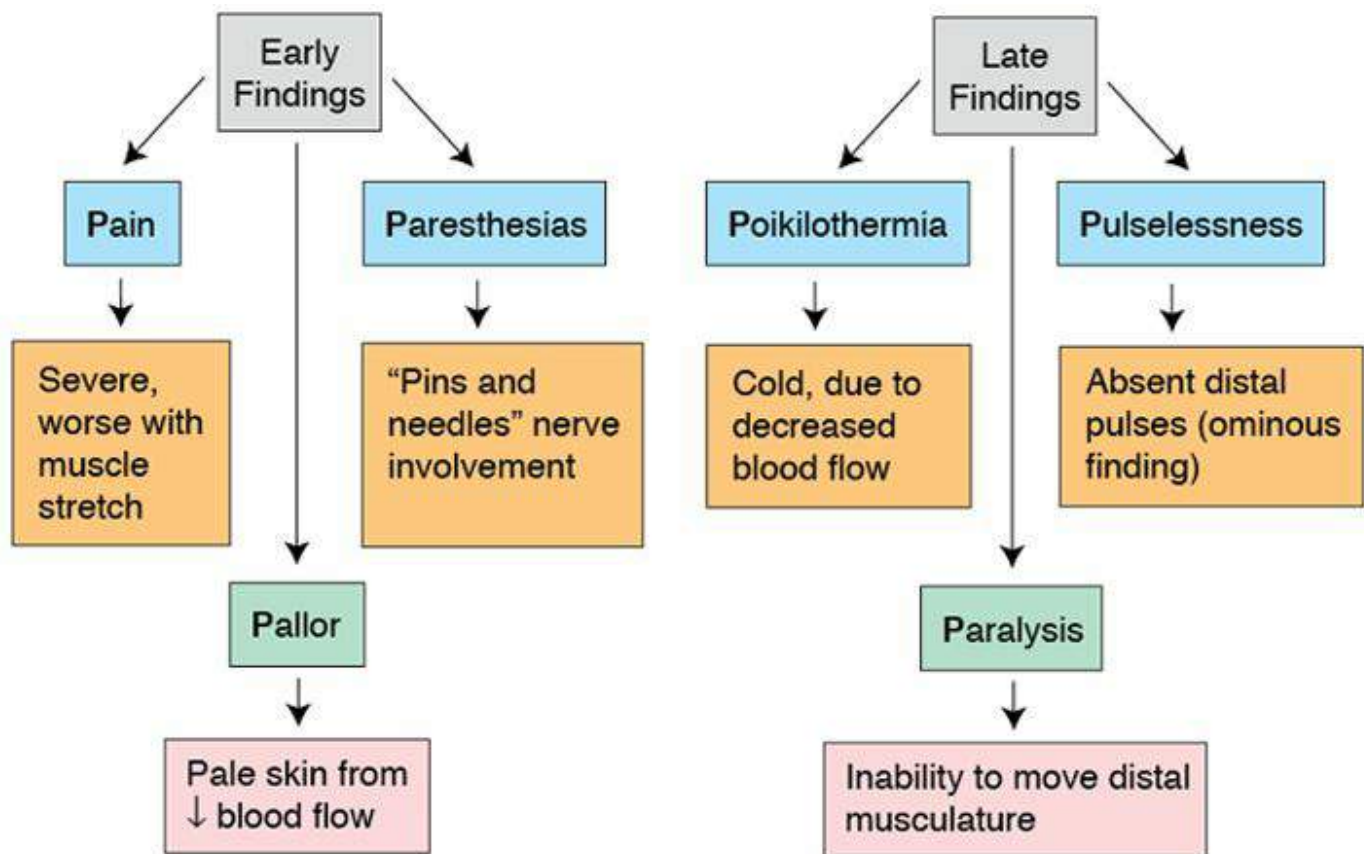 Early
Findings
Pain
Paresthesias
Severe,
worse with
muscle
stretch
“Pins and
needles” nerve
involvement
Pallor
Pale skin from
↓ blood flow
Late
Findings
Poikilothermia
Pulselessness
Cold, due to
decreased
blood flow
Absent distal
pulses (ominous
finding)
Paralysis
Inability to move distal
musculature